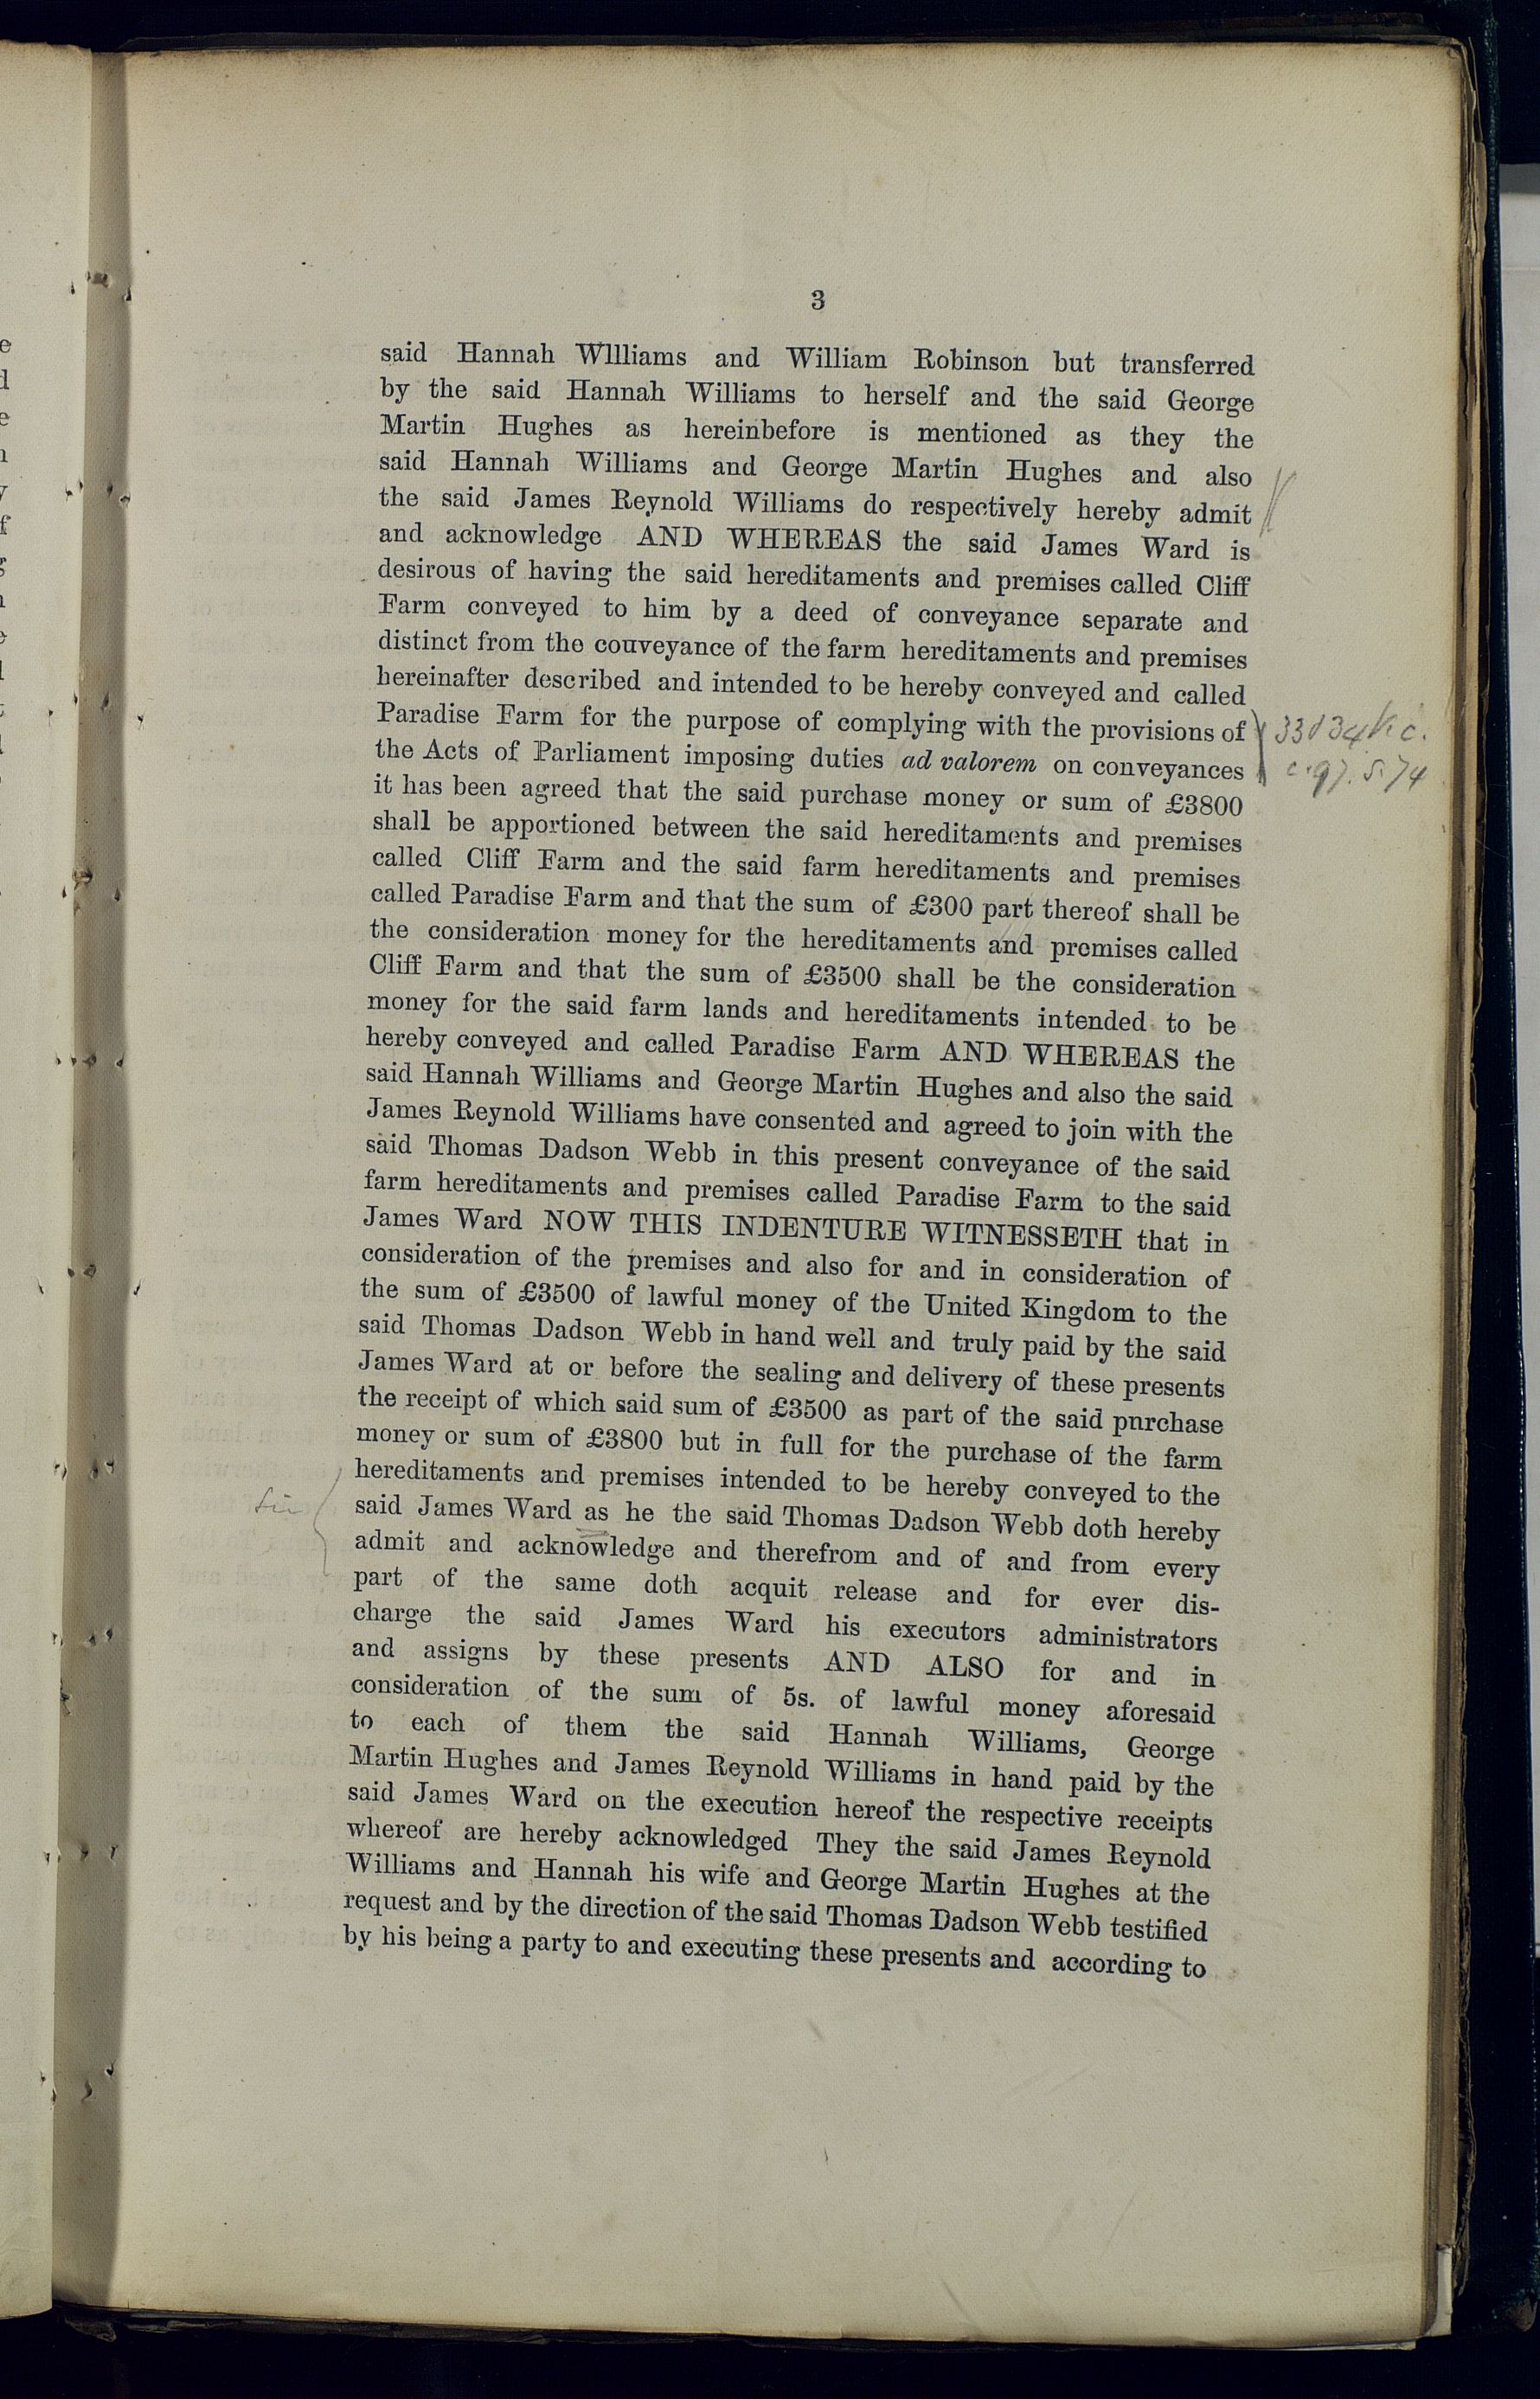 3
said Hannah Wllliams and William Robinson but transferred
by the said Hannah Williams to herself and the said George
Martin Hughes as hereinbefore is mentioned as they the
said Hannah Williams and George Martin Hughes and also
the said James Reynold Williams do respectively hereby admit
and acknowledge AND WHEREAS the said James Ward is
desirous of having the said hereditaments and premises called Cliff
Farm conveyed to him by a deed of conveyance separate and
distinct from the couveyance of the farm hereditaments and premises
hereinafter described and intended to be hereby conveyed and called
Paradise Farm for the purpose of complying with the provisions of
the Acts of Parliament imposing duties ad valorem on conveyances
33 34
c. 97. S. 74
it has been agreed that the said purchase money or sum of £3800
shall be apportioned between the said hereditaments and premises
called Cliff Farm and the said farm hereditaments and premises
called Paradise Farm and that the sum of £300 part thereof shall be
the consideration money for the hereditaments and premises called
Cliff Farm and that the sum of £3500 shall be the consideration
money for the said farm lands and hereditaments intended to be
hereby conveyed and called Paradise Farm AND WHEREAS the
said Hannah Williams and George Martin Hughes and also the said
James Reynold Williams have consented and agreed to join with the
said Thomas Dadson Webb in this present conveyance of the said
farm hereditaments and premises called Paradise Farm to the said
James Ward NOW THIS INDENTURE WITNESSETH that in
consideration of the premises and also for and in consideration of
the sum of £3500 of lawful money of the United Kingdom to the
said Thomas Dadson Webb in hand well and truly paid by the said
James Ward at or before the sealing and delivery of these presents
the receipt of which said sum of £3500 as part of the said pnrchase
money or sum of £3800 but in full for the purchase of the farm
hereditaments and premises intended to be hereby conveyed to the
said James Ward as he the said Thomas Dadson Webb doth hereby
admit and acknowledge and therefrom and of and from every
part of the same doth acquit release and for ever dis-
charge the said James Ward his executors administrators
and assigns by these presents AND ALSO for and in
consideration of the sum of 5s. of lawful money aforesaid
to each of them the said Hannah Williams, George
Martin Hughes and James Reynold Williams in hand paid by the
said James Ward on the execution hereof the respective receipts
whereof are hereby acknowledged They the said James Reynold
Williams and Hannah his wife and George Martin Hughes at the
request and by the direction of the said Thomas Dadson Webb testified
by his being a party to and executing these presents and according to